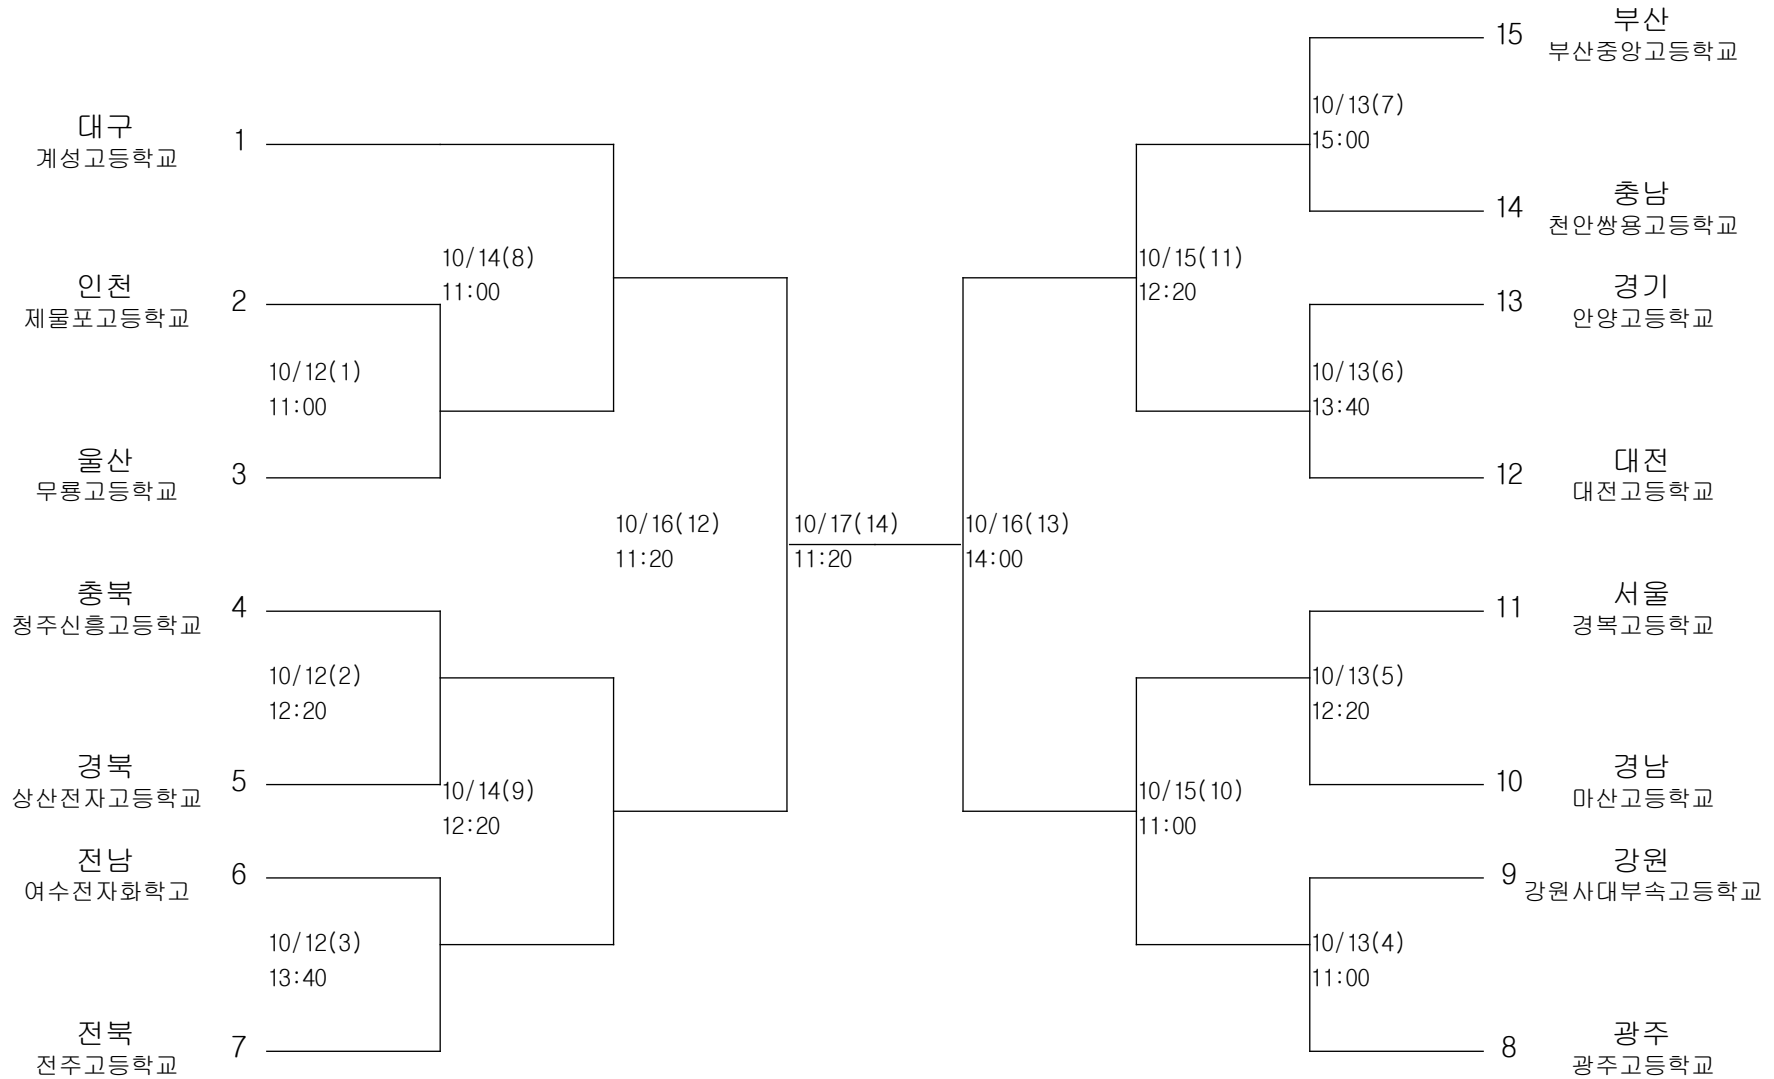 대구
계성고등학교
1
인천
제물포고등학교
2
10/14(8)
11:00
10/12(1)
11:00
울산
무룡고등학교
3
10/16(12)
11:20
충북
청주신흥고등학교
4
10/12(2)
12:20
경북
상산전자고등학교
5
10/14(9)
12:20
전남
여수전자화학고
6
10/12(3)
13:40
전북
전주고등학교
7
10/17(14)
11:20
10/16(13)
14:00
15
부산
부산중앙고등학교
10/13(7)
15:00
14
충남
천안쌍용고등학교
10/15(11)
12:20
13
경기
안양고등학교
10/13(6)
13:40
12
대전
대전고등학교
11
서울
경복고등학교
10/13(5)
12:20
10
경남
마산고등학교
10/15(10)
11:00
9
강원
강원사대부속고등학교
10/13(4)
11:00
8
광주
광주고등학교